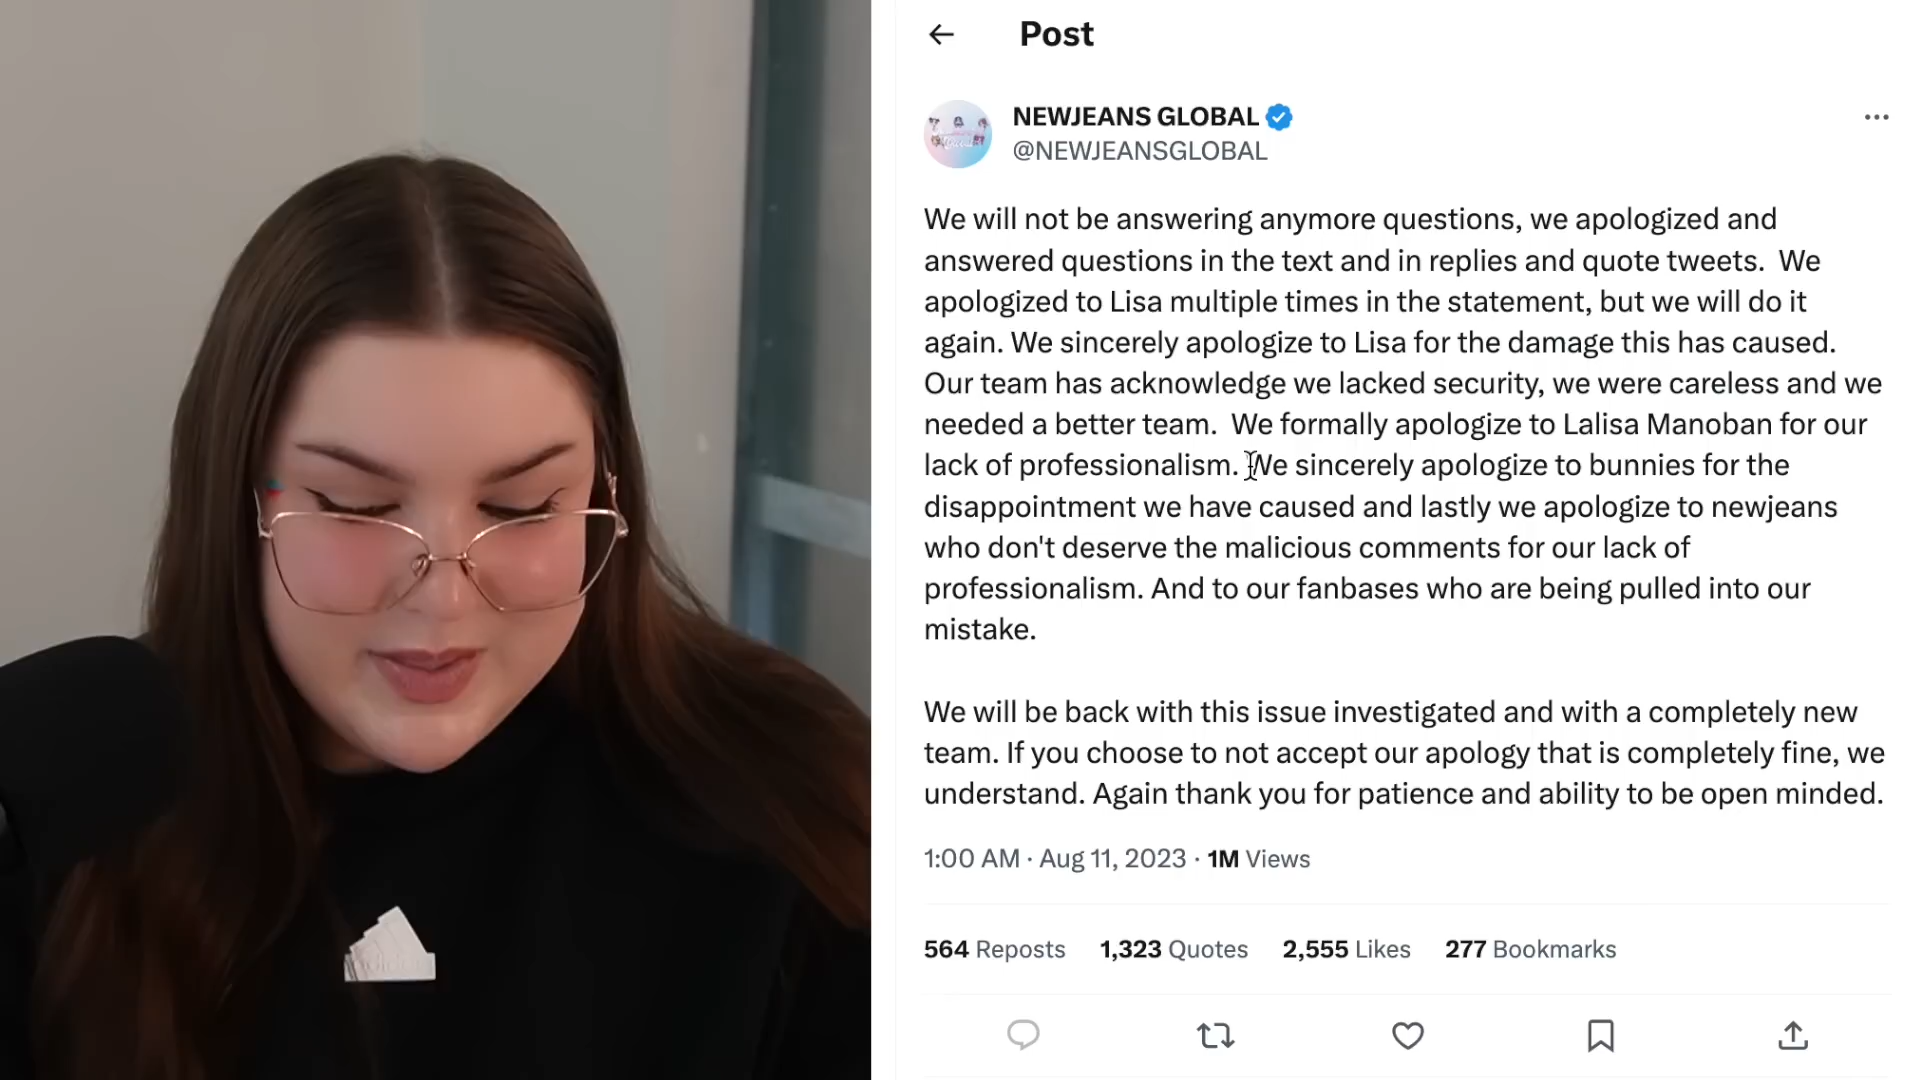 Post
NEWJEANS GLOBAL
@NEWJEANSGLOBAL
We will not be answering anymore questions, we apologized and
answered questions in the text and in replies and quote tweets.  We
apologized to Lisa multiple times in the statement, but we will do it
again. We sincerely apologize to Lisa for the damage this has caused.
Our team has acknowledge we lacked security, we were careless and we
needed a better team.  We formally apologize to Lalisa Manoban for our
lack of professionalism. We sincerely apologize to bunnies for the
disappointment we have caused and lastly we apologize to newjeans
who don't deserve the malicious comments for our lack of
professionalism. And to our fanbases who are being pulled into our
mistake.
We will be back with this issue investigated and with a completely new
team. If you choose to not accept our apology that is completely fine, we
understand. Again thank you for patience and ability to be open minded.
1:00 AM · Aug 11, 2023 · 1M Views
564 Reposts 1,323 Quotes 2,555 Likes 277 Bookmarks